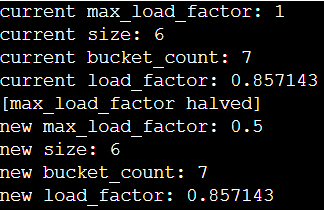 current max_load_factor: 1
current size: 6
current bucket_count: 7
current load_factor: 0.857143
[max_load_factor halved]
new max_load_factor: 0.5
new size: 6
new bucket_count: 7
new load_factor: 0.857143